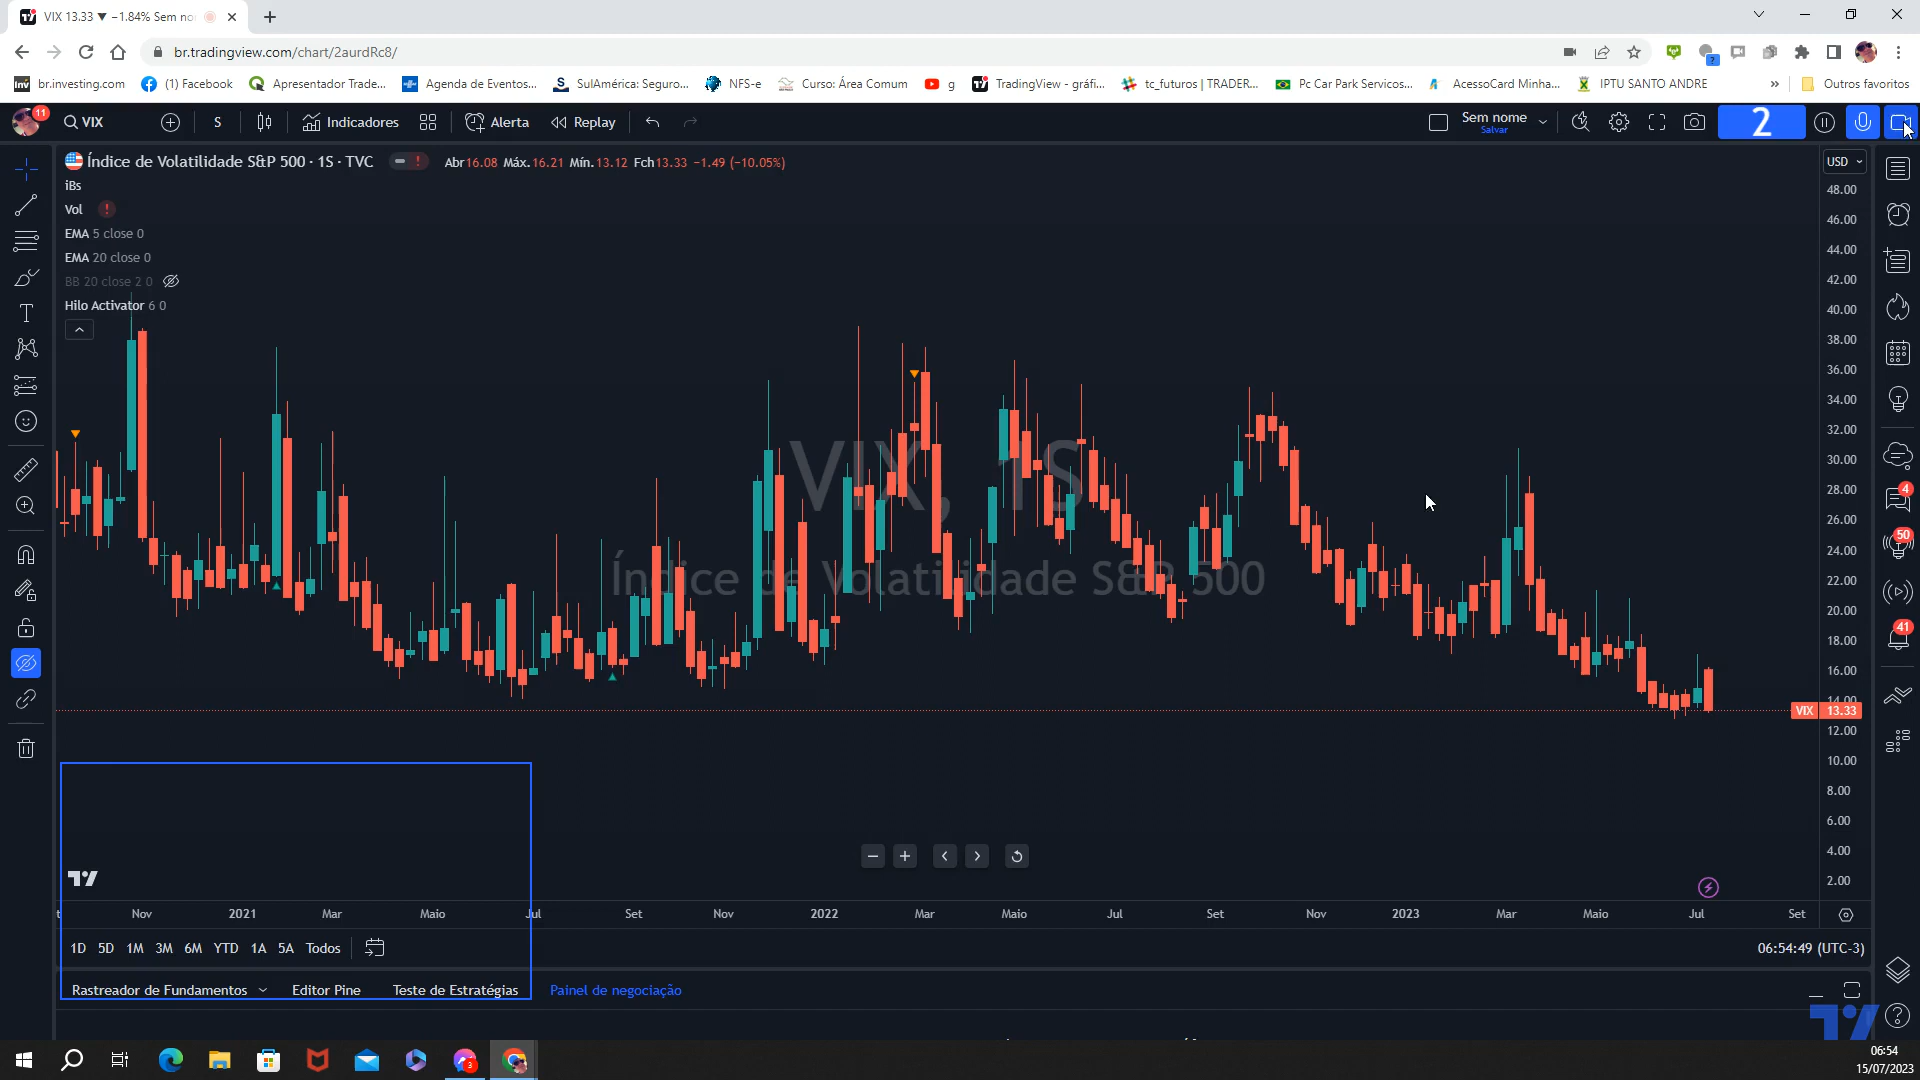 VIX 13.33 ▼ −1.84% Sem no
br.tradingview.com/chart/2aurdRc8/
br.investing.com
(1) Facebook
Apresentador Trade...
Agenda de Eventos...
SulAmérica: Seguro...
NFS-e
Curso: Área Comum
g
TradingView - gráfi...
tc_futuros | TRADER...
Pc Car Park Servicos...
AcessoCard Minha...
IPTU SANTO ANDRE
»
Outros favoritos
11
VIX
S
Indicadores
Alerta
Replay
Sem nome
Salvar
2
Índice de Volatilidade S&P 500 · 1S · TVC
Abr16.08 Máx.16.21 Mín.13.12 Fch13.33 −1.49 (−10.05%)
USD
iBs
Vol
EMA 5 close 0
EMA 20 close 0
BB 20 close 2 0
Hilo Activator 6 0
VIX, 1S
Índice de Volatilidade S&P 500
48.00
46.00
44.00
42.00
40.00
38.00
36.00
34.00
32.00
30.00
28.00
26.00
24.00
22.00
20.00
18.00
16.00
14.00
VIX 13.33
12.00
10.00
8.00
6.00
4.00
2.00
4
50
41
t Nov 2021 Mar Maio Jul Set Nov 2022 Mar Maio Jul Set Nov 2023 Mar Maio Jul Set
1D 5D 1M 3M 6M YTD 1A 5A Todos
06:54:49 (UTC-3)
Rastreador de Fundamentos
Editor Pine
Teste de Estratégias
Painel de negociação
3
06:54
15/07/2023